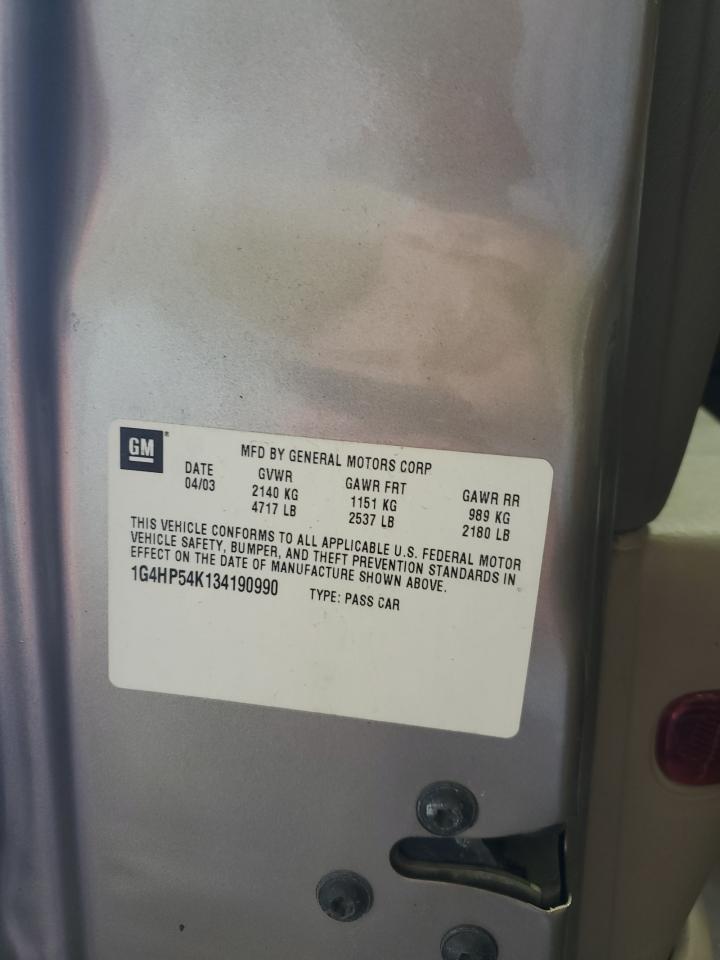 GM
MFD BY GENERAL MOTORS CORP
DATE GVWR GAWR FRT GAWR RR
04/03 2140 KG 1151 KG 989 KG
4717 LB 2537 LB 2180 LB
THIS VEHICLE CONFORMS TO ALL APPLICABLE U.S. FEDERAL MOTOR
VEHICLE SAFETY, BUMPER, AND THEFT PREVENTION STANDARDS IN
EFFECT ON THE DATE OF MANUFACTURE SHOWN ABOVE.
1G4HP54K134190990 TYPE: PASS CAR